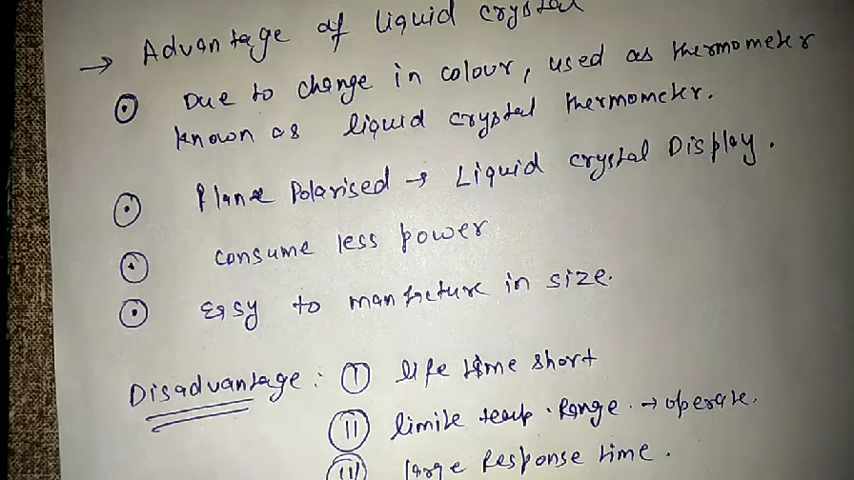 → Advantage of liquid crystal
⊙ Due to change in colour, used as thermometer
known as liquid crystal thermometer.
⊙ Plane Polarised → Liquid crystal Display.
⊙ consume less power
⊙ Easy to manfacture in size.
Disadvantage : Ⓘ life time short
(II) limite temp. Range. → operate.
(III) large Response time.